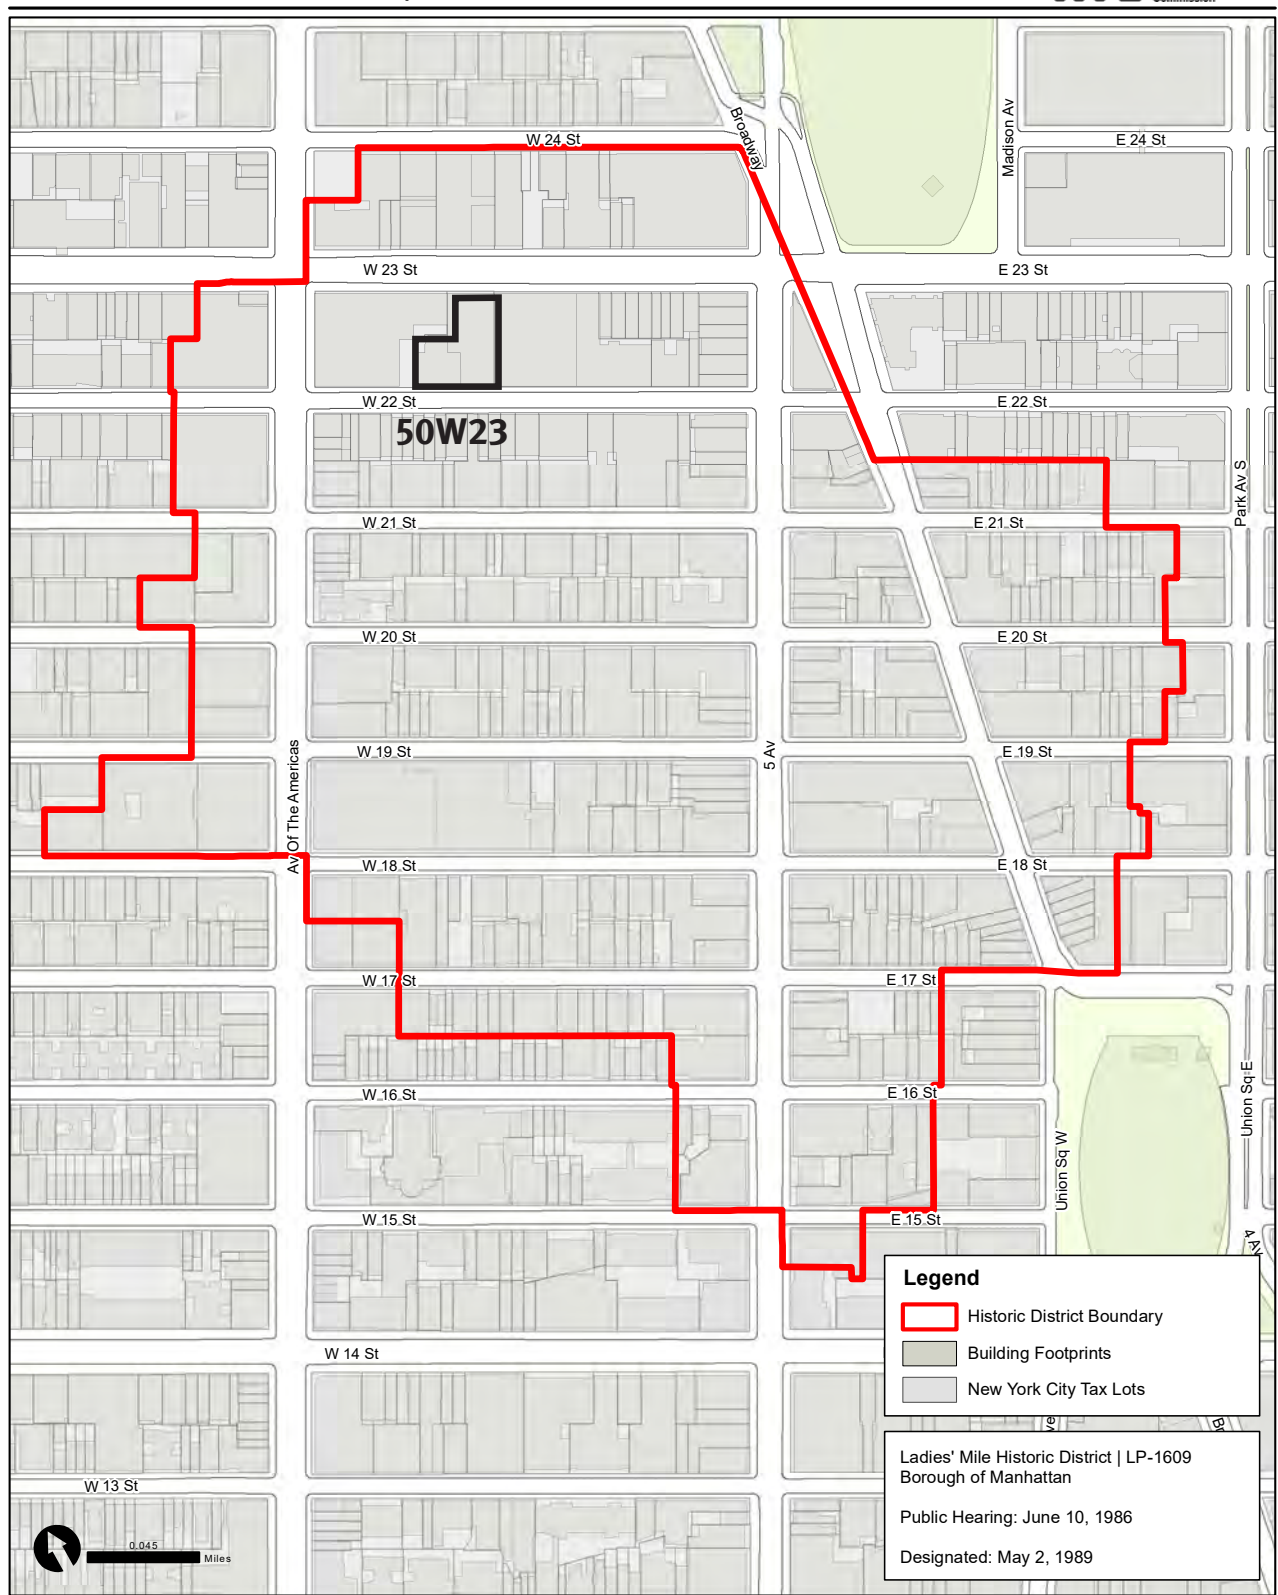 W 24 St
Broadway
Madison Av
E 24 St
W 23 St
E 23 St
W 22 St
E 22 St
50W23
Park Av S
W 21 St
E 21 St
W 20 St
E 20 St
Av Of The Americas
W 19 St
5 Av
E 19 St
W 18 St
E 18 St
W 17 St
E 17 St
W 16 St
E 16 St
Union Sq E
Union Sq W
W 15 St
E 15 St
4 Av
Legend
Historic District Boundary
Building Footprints
New York City Tax Lots
W 14 St
W 13 St
Ladies' Mile Historic District | LP-1609
Borough of Manhattan
Public Hearing: June 10, 1986
Designated: May 2, 1989
0.045
Miles